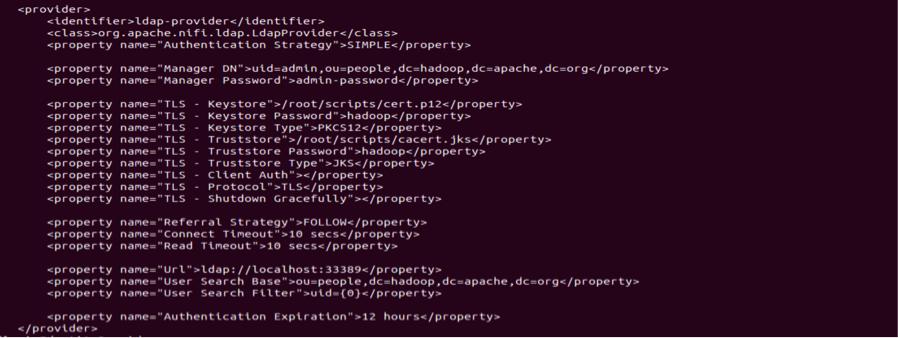 <provider>
<identifier>ldap-provider</identifier>
<class>org.apache.nifi.ldap.LdapProvider</class>
<property name="Authentication Strategy">SIMPLE</property>
<property name="Manager DN">uid=admin,ou=people,dc=hadoop,dc=apache,dc=org</property>
<property name="Manager Password">admin-password</property>
<property name="TLS - Keystore">/root/scripts/cert.p12</property>
<property name="TLS - Keystore Password">hadoop</property>
<property name="TLS - Keystore Type">PKCS12</property>
<property name="TLS - Truststore">/root/scripts/cacert.jks</property>
<property name="TLS - Truststore Password">hadoop</property>
<property name="TLS - Truststore Type">JKS</property>
<property name="TLS - Client Auth"></property>
<property name="TLS - Protocol">TLS</property>
<property name="TLS - Shutdown Gracefully"></property>
<property name="Referral Strategy">FOLLOW</property>
<property name="Connect Timeout">10 secs</property>
<property name="Read Timeout">10 secs</property>
<property name="Url">ldap://localhost:33389</property>
<property name="User Search Base">ou=people,dc=hadoop,dc=apache,dc=org</property>
<property name="User Search Filter">uid={0}</property>
<property name="Authentication Expiration">12 hours</property>
</provider>